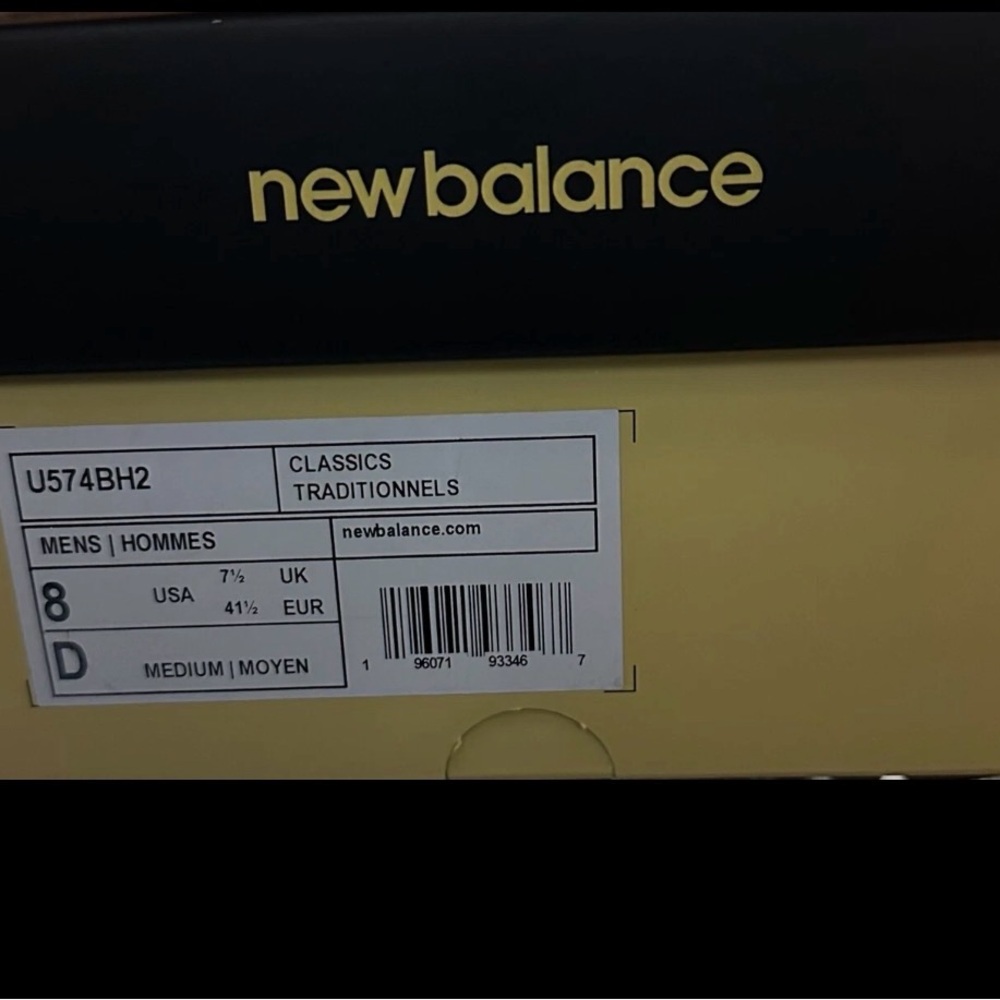 newbalance
U574BH2
CLASSICS
TRADITIONNELS
MENS | HOMMES
newbalance.com
8 USA 7½ UK
41½ EUR
D MEDIUM | MOYEN
1 96071 93346 7